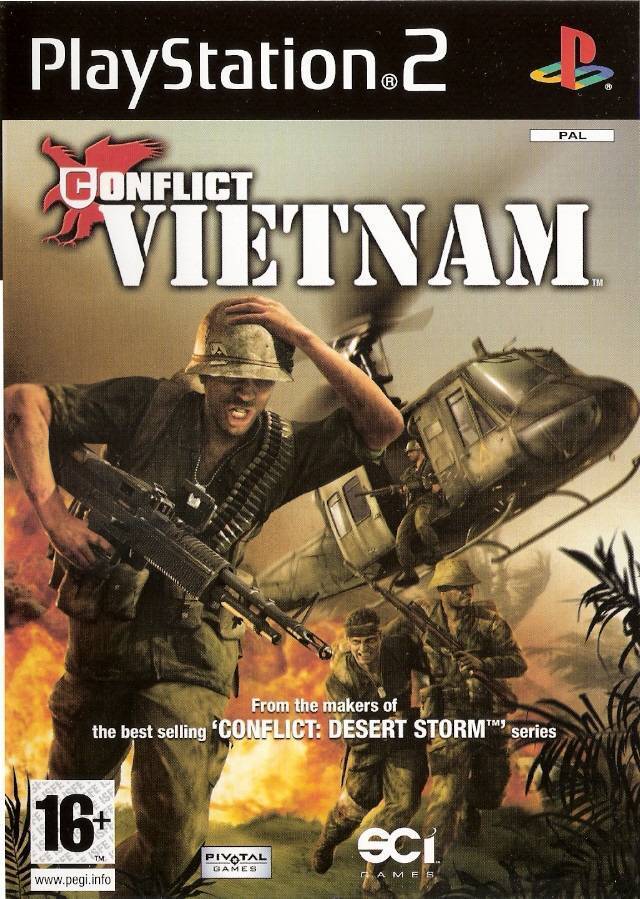 PlayStation®2
PAL
CONFLICT
VIETNAM™
From the makers of
the best selling ‘CONFLICT: DESERT STORM™’ series
16+
™
www.pegi.info
PIVOTAL
GAMES
SCi
GAMES